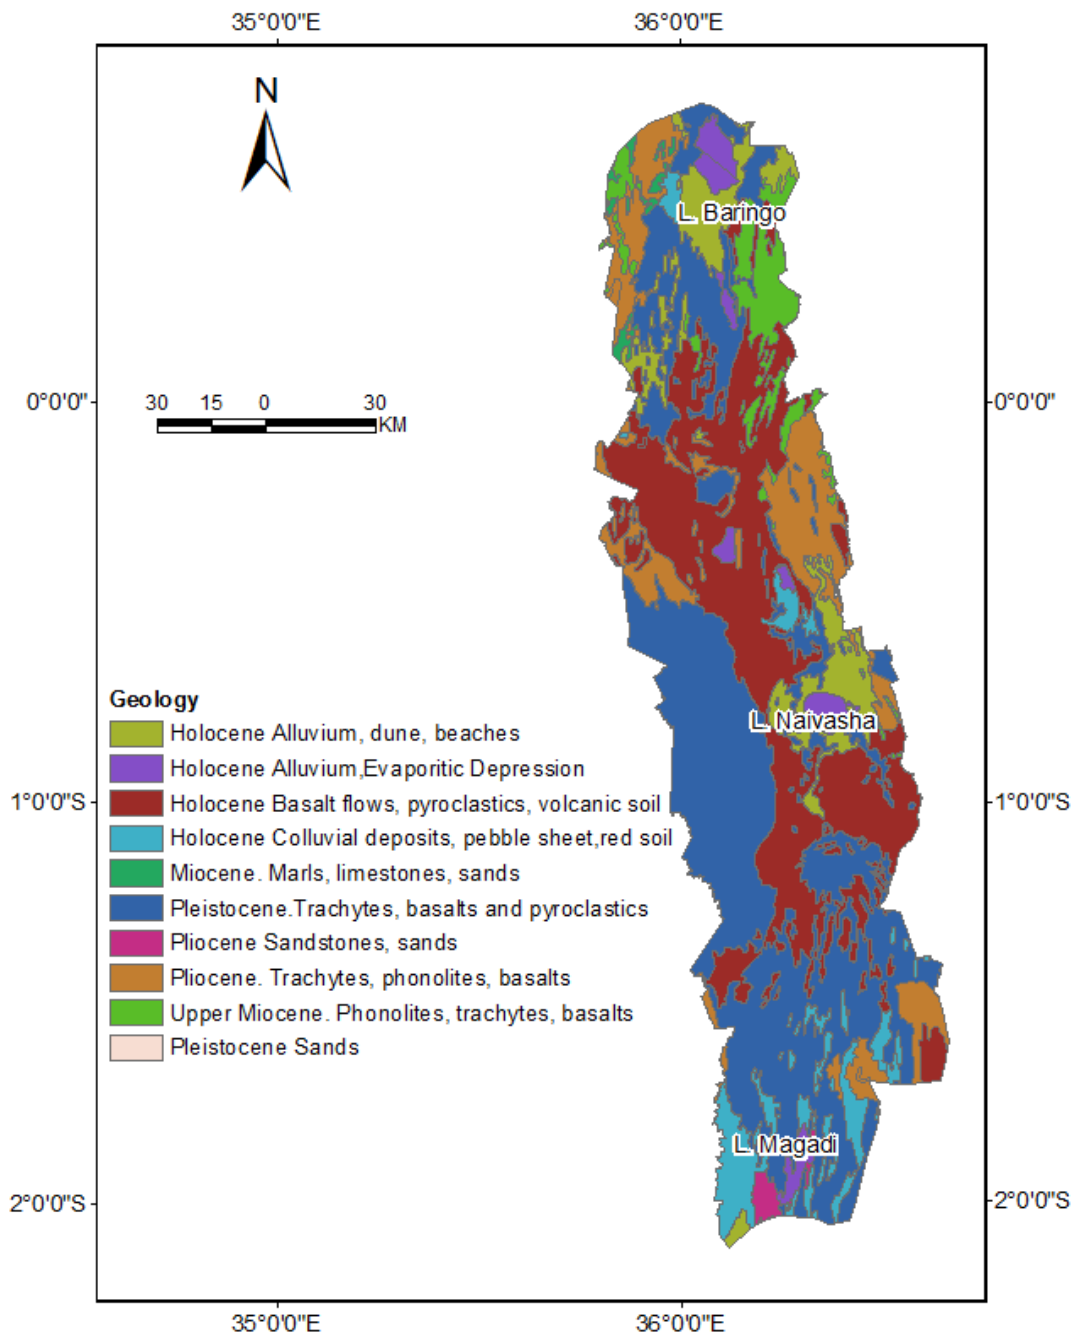 35°0'0"E 36°0'0"E
N
L. Baringo
0°0'0" 0°0'0"
30 15 0 30
KM
Geology
L. Naivasha
Holocene Alluvium, dune, beaches
Holocene Alluvium,Evaporitic Depression
1°0'0"S 1°0'0"S
Holocene Basalt flows, pyroclastics, volcanic soil
Holocene Colluvial deposits, pebble sheet,red soil
Miocene. Marls, limestones, sands
Pleistocene.Trachytes, basalts and pyroclastics
Pliocene Sandstones, sands
Pliocene. Trachytes, phonolites, basalts
Upper Miocene. Phonolites, trachytes, basalts
Pleistocene Sands
L. Magadi
2°0'0"S 2°0'0"S
35°0'0"E 36°0'0"E